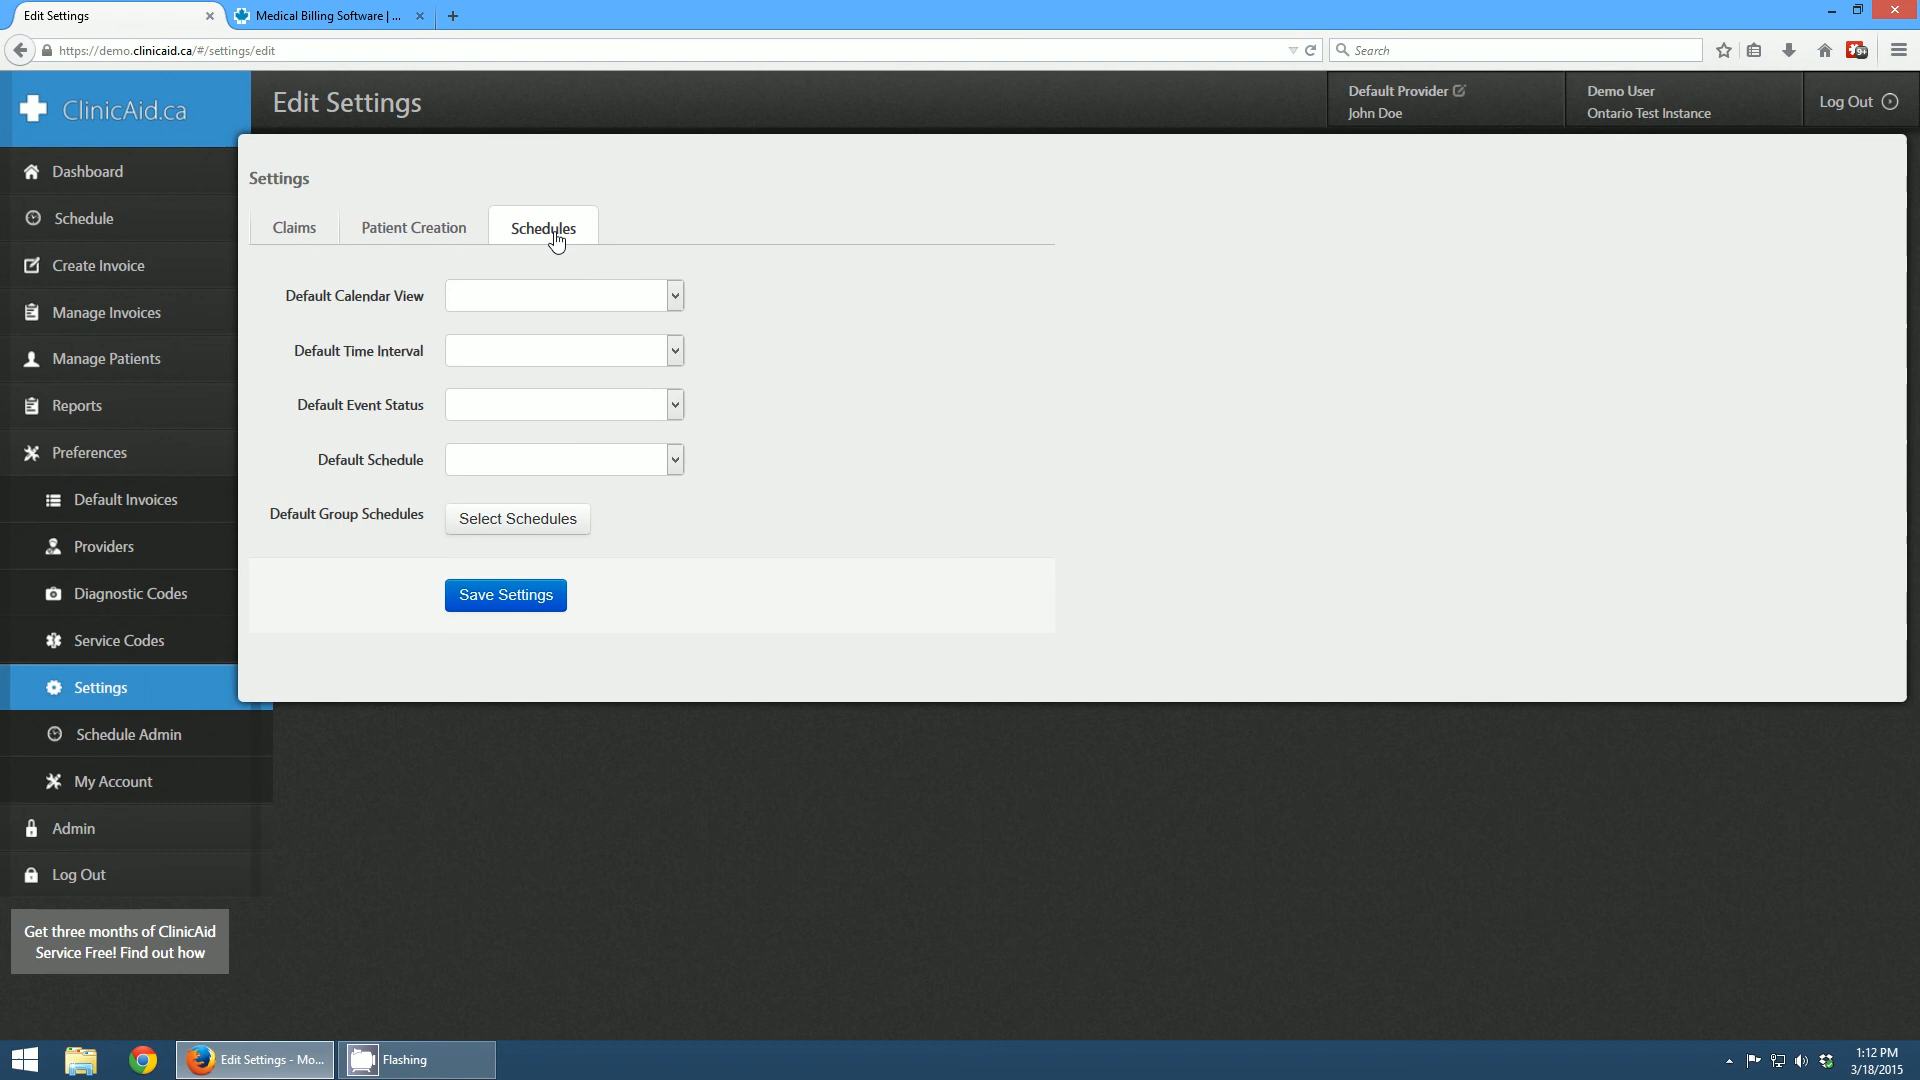 Edit Settings
Medical Billing Software | ...
https://demo.clinicaid.ca/#/settings/edit
Search
ClinicAid.ca
Edit Settings
Default Provider
John Doe
Demo User
Ontario Test Instance
Log Out
Dashboard
Schedule
Create Invoice
Manage Invoices
Manage Patients
Reports
Preferences
Default Invoices
Providers
Diagnostic Codes
Service Codes
Settings
Schedule Admin
My Account
Admin
Log Out
Get three months of ClinicAid
Service Free! Find out how
Settings
Claims
Patient Creation
Schedules
Default Calendar View
Default Time Interval
Default Event Status
Default Schedule
Default Group Schedules
Select Schedules
Save Settings
Edit Settings - Mo...
Flashing
1:12 PM
3/18/2015